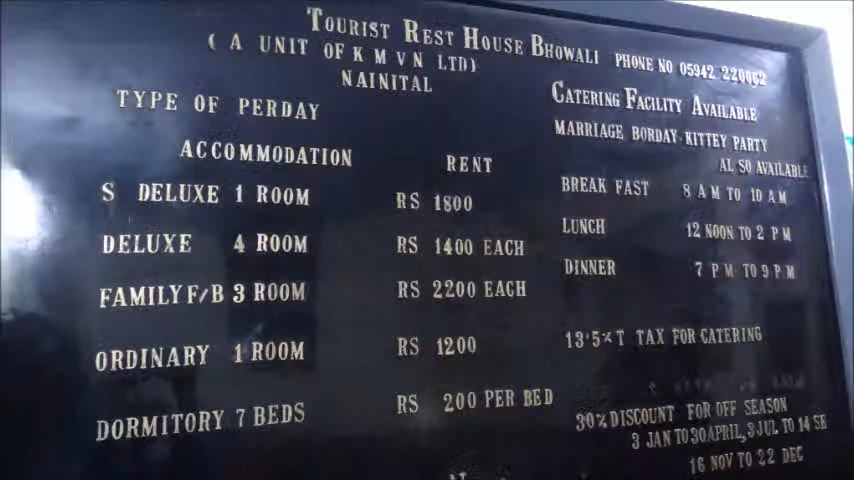 TOURIST REST HOUSE BHOWALI PHONE NO 05942 220062
( A UNIT OF K M V N LTD)
NAINITAL
TYPE OF PERDAY
ACCOMMODATION RENT
S DELUXE 1 ROOM RS 1800
DELUXE 4 ROOM RS 1400 EACH
FAMILY F/B 3 ROOM RS 2200 EACH
ORDINARY 1 ROOM RS 1200
DORMITORY 7 BEDS RS 200 PER BED
CATERING FACILITY AVAILABLE
MARRIAGE BORDAY KITTEY PARTY
AL SO AVAILABLE
BREAK FAST 8 A M TO 10 A M
LUNCH 12 NOON TO 2 P M
DINNER 7 P M TO 9 P M
13·5% T TAX FOR CATERING
30% DISCOUNT FOR OFF SEASON
3 JAN TO 30 APRIL, 3 JUL TO 14 SE
16 NOV TO 22 DEC